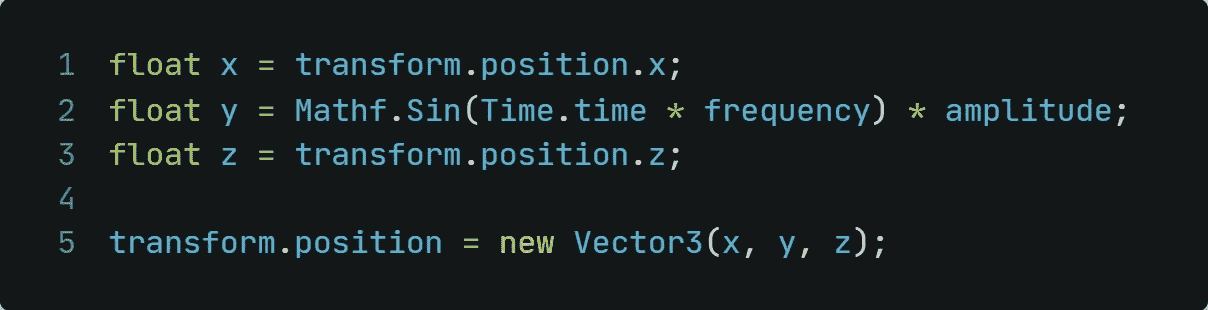 1 float x = transform.position.x;
2 float y = Mathf.Sin(Time.time * frequency) * amplitude;
3 float z = transform.position.z;
4
5 transform.position = new Vector3(x, y, z);